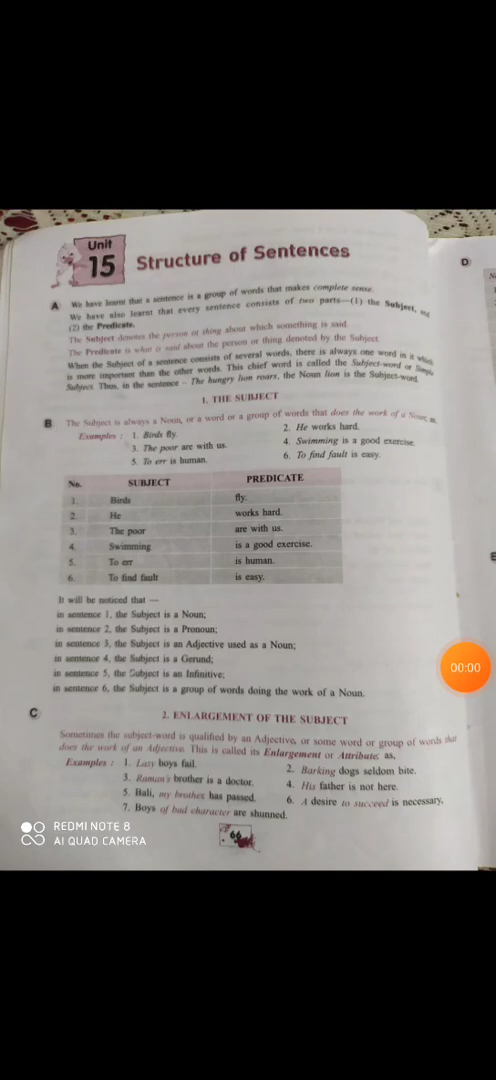 Unit
15
Structure of Sentences
A We have learnt that a sentence is a group of words that makes complete sense.
We have also learnt that every sentence consists of two parts—(1) the Subject, and
(2) the Predicate.
The Subject denotes the person or thing about which something is said.
The Predicate is what is said about the person or thing denoted by the Subject.
When the Subject of a sentence consists of several words, there is always one word in it which
is more important than the other words. This chief word is called the Subject-word or Simple
Subject. Thus, in the sentence – The hungry lion roars, the Noun lion is the Subject-word.
1. THE SUBJECT
B The Subject is always a Noun, or a word or a group of words that does the work of a Noun, as,
Examples : 1. Birds fly. 2. He works hard.
3. The poor are with us. 4. Swimming is a good exercise.
5. To err is human. 6. To find fault is easy.
No. SUBJECT PREDICATE
1. Birds fly.
2. He works hard.
3. The poor are with us.
4. Swimming is a good exercise.
5. To err is human.
6. To find fault is easy.
It will be noticed that —
in sentence 1, the Subject is a Noun;
in sentence 2, the Subject is a Pronoun;
in sentence 3, the Subject is an Adjective used as a Noun;
in sentence 4, the Subject is a Gerund;
in sentence 5, the Subject is an Infinitive;
in sentence 6, the Subject is a group of words doing the work of a Noun.
C 2. ENLARGEMENT OF THE SUBJECT
Sometimes the subject-word is qualified by an Adjective, or some word or group of words that
does the work of an Adjective. This is called its Enlargement or Attribute; as,
Examples : 1. Lazy boys fail. 2. Barking dogs seldom bite.
3. Raman's brother is a doctor. 4. His father is not here.
5. Bali, my brother has passed. 6. A desire to succeed is necessary.
7. Boys of bad character are shunned.
66
D
E
00:00
REDMI NOTE 8
AI QUAD CAMERA